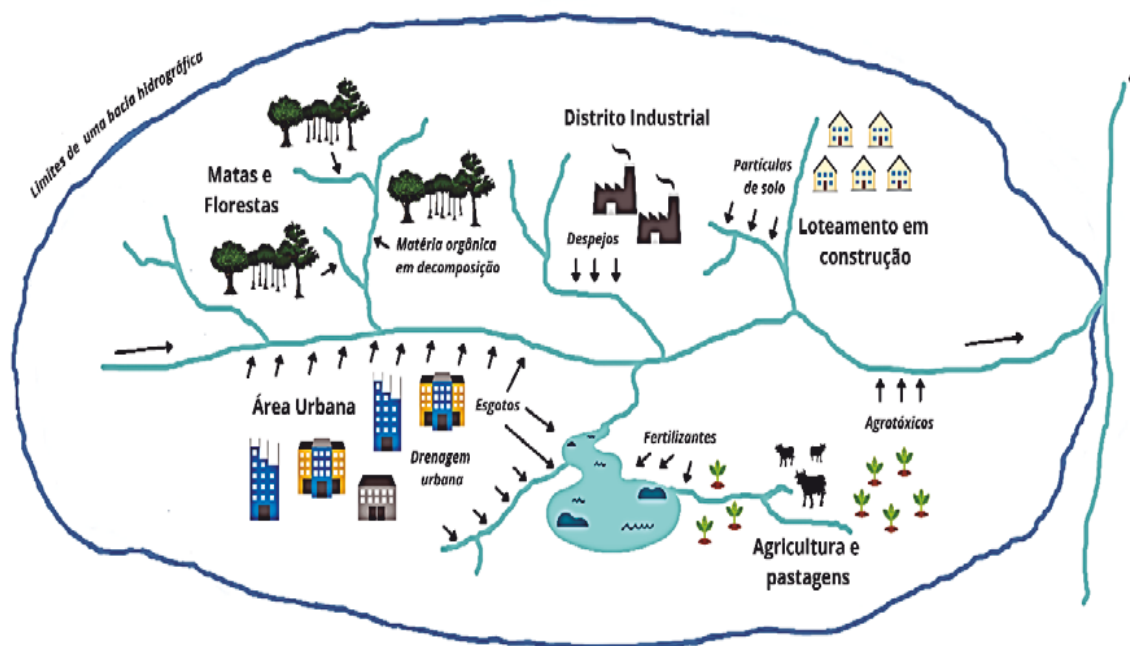 Limites de uma bacia hidrográfica
Matas e
Florestas
Matéria orgânica
em decomposição
Distrito Industrial
Despejos
Partículas
de solo
Loteamento em
construção
Área Urbana
Esgotos
Drenagem
urbana
Fertilizantes
Agrotóxicos
Agricultura e
pastagens